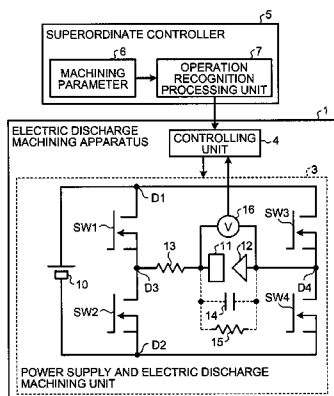 5
SUPERORDINATE CONTROLLER
6
7
MACHINING PARAMETER
OPERATION RECOGNITION PROCESSING UNIT
1
ELECTRIC DISCHARGE MACHINING APPARATUS
CONTROLLING UNIT
4
3
D1
16
V
SW1
SW3
13
11
12
D3
D4
10
14
SW2
SW4
15
D2
POWER SUPPLY AND ELECTRIC DISCHARGE MACHINING UNIT